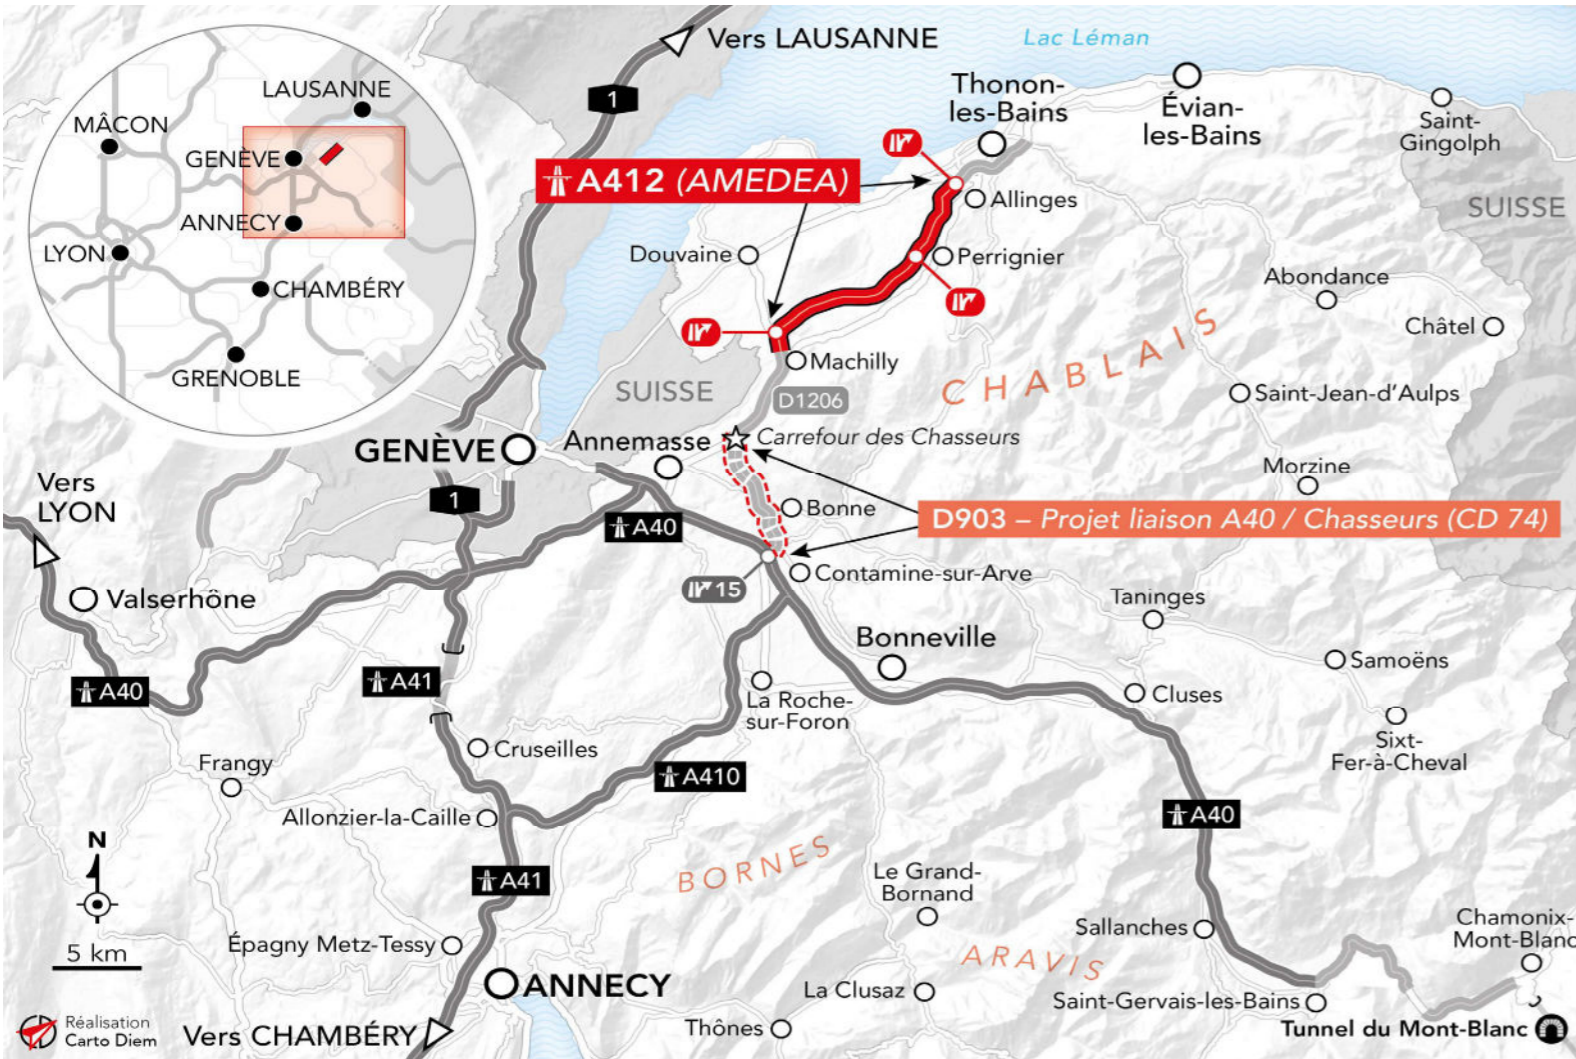 Vers LAUSANNE
Lac Léman
1
Thonon-
les-Bains
Évian-
les-Bains
Saint-
Gingolph
LAUSANNE
MÂCON
GENÈVE
ANNECY
LYON
CHAMBÉRY
GRENOBLE
A412 (AMEDEA)
Allinges
SUISSE
Douvaine
Perrignier
Abondance
Châtel
Machilly
CHABLAIS
SUISSE
D1206
Saint-Jean-d'Aulps
GENÈVE
Annemasse
Carrefour des Chasseurs
Morzine
Vers
LYON
1
Bonne
D903 – Projet liaison A40 / Chasseurs (CD 74)
A40
Contamine-sur-Arve
15
Valserhône
Taninges
Bonneville
Samoëns
A40
A41
La Roche-
sur-Foron
Cluses
Sixt-
Fer-à-Cheval
Cruseilles
Frangy
A410
Allonzier-la-Caille
A40
N
A41
BORNES
Le Grand-
Bornand
Sallanches
Chamonix-
Mont-Blanc
5 km
Épagny Metz-Tessy
ARAVIS
ANNECY
La Clusaz
Saint-Gervais-les-Bains
Réalisation
Carto Diem
Vers CHAMBÉRY
Thônes
Tunnel du Mont-Blanc